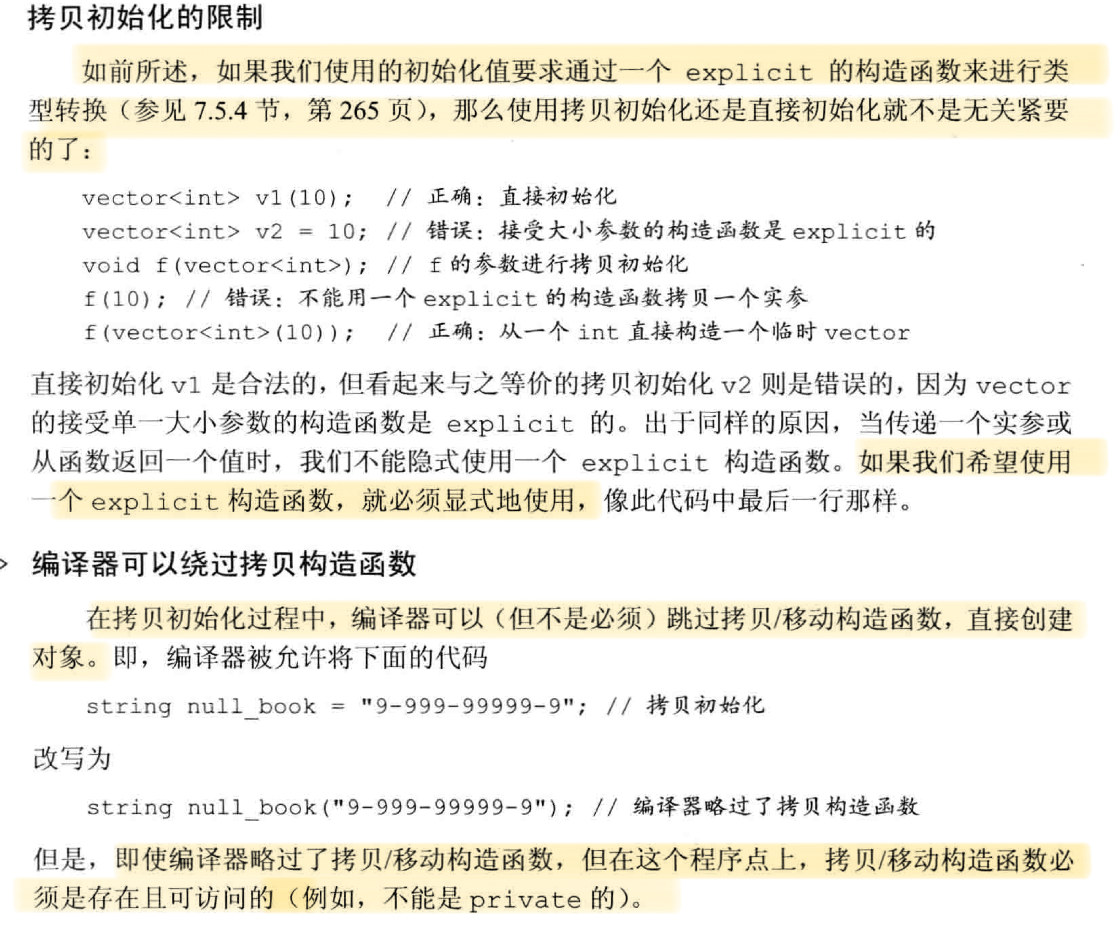 拷贝初始化的限制
如前所述，如果我们使用的初始化值要求通过一个 explicit 的构造函数来进行类
型转换（参见 7.5.4 节，第 265 页），那么使用拷贝初始化还是直接初始化就不是无关紧要
的了：
vector<int> v1(10);  // 正确：直接初始化
vector<int> v2 = 10; // 错误：接受大小参数的构造函数是 explicit 的
void f(vector<int>); // f 的参数进行拷贝初始化
f(10); // 错误：不能用一个 explicit 的构造函数拷贝一个实参
f(vector<int>(10));  // 正确：从一个 int 直接构造一个临时 vector
直接初始化 v1 是合法的，但看起来与之等价的拷贝初始化 v2 则是错误的，因为 vector
的接受单一大小参数的构造函数是 explicit 的。出于同样的原因，当传递一个实参或
从函数返回一个值时，我们不能隐式使用一个 explicit 构造函数。如果我们希望使用
一个 explicit 构造函数，就必须显式地使用，像此代码中最后一行那样。
> 编译器可以绕过拷贝构造函数
在拷贝初始化过程中，编译器可以（但不是必须）跳过拷贝/移动构造函数，直接创建
对象。即，编译器被允许将下面的代码
string null_book = "9-999-99999-9"; // 拷贝初始化
改写为
string null_book("9-999-99999-9"); // 编译器略过了拷贝构造函数
但是，即使编译器略过了拷贝/移动构造函数，但在这个程序点上，拷贝/移动构造函数必
须是存在且可访问的（例如，不能是 private 的）。